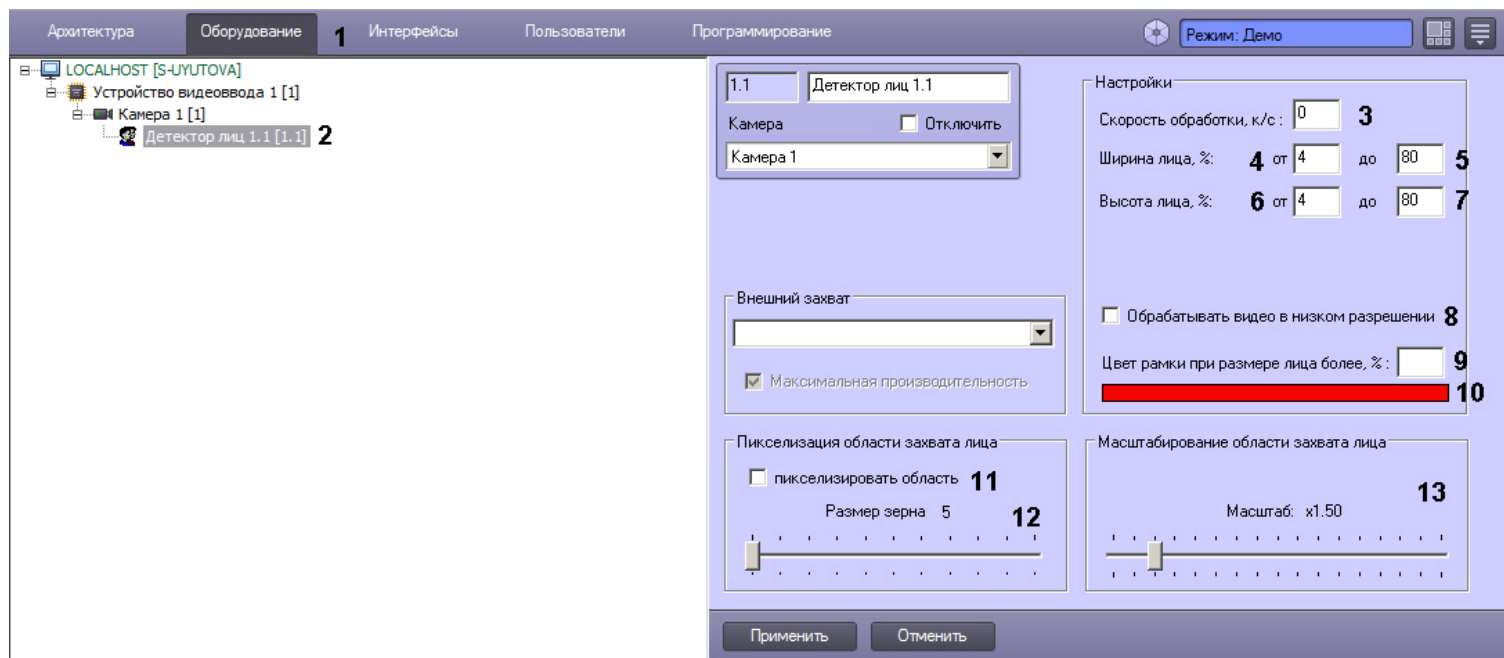 Архитектура Оборудование 1 Интерфейсы Пользователи Программирование Режим: Демо
LOCALHOST [S-UYUTOVA]
Устройство видеоввода 1 [1]
Камера 1 [1]
Детектор лиц 1.1 [1.1] 2
1.1 Детектор лиц 1.1
Камера Отключить
Камера 1
Настройки
Скорость обработки, к/с : 0 3
Ширина лица, %: 4 от 4 до 80 5
Высота лица, %: 6 от 4 до 80 7
Обрабатывать видео в низком разрешении 8
Цвет рамки при размере лица более, % : 9
10
Внешний захват
Максимальная производительность
Пикселизация области захвата лица
пикселизировать область 11
Размер зерна 5 12
Масштабирование области захвата лица
13
Масштаб: x1.50
Применить Отменить